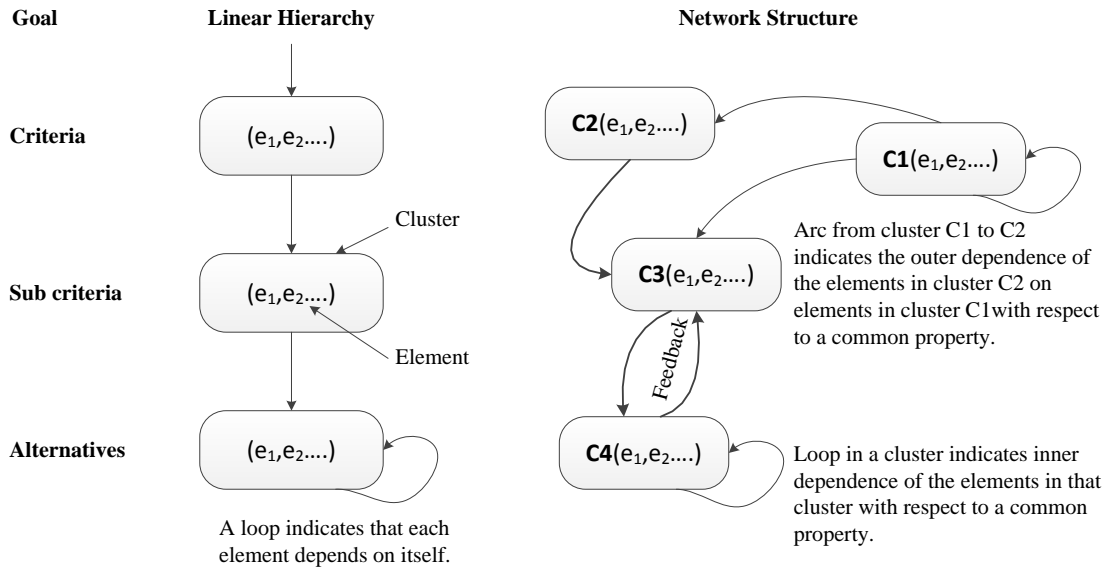 Goal
Linear Hierarchy
Network Structure
Criteria
(e₁,e₂....)
C2(e₁,e₂....)
C1(e₁,e₂....)
Cluster
Arc from cluster C1 to C2
indicates the outer dependence of
the elements in cluster C2 on
elements in cluster C1with respect
to a common property.
Sub criteria
(e₁,e₂....)
C3(e₁,e₂....)
Element
Feedback
Alternatives
(e₁,e₂....)
C4(e₁,e₂....)
Loop in a cluster indicates inner
dependence of the elements in that
cluster with respect to a common
property.
A loop indicates that each
element depends on itself.